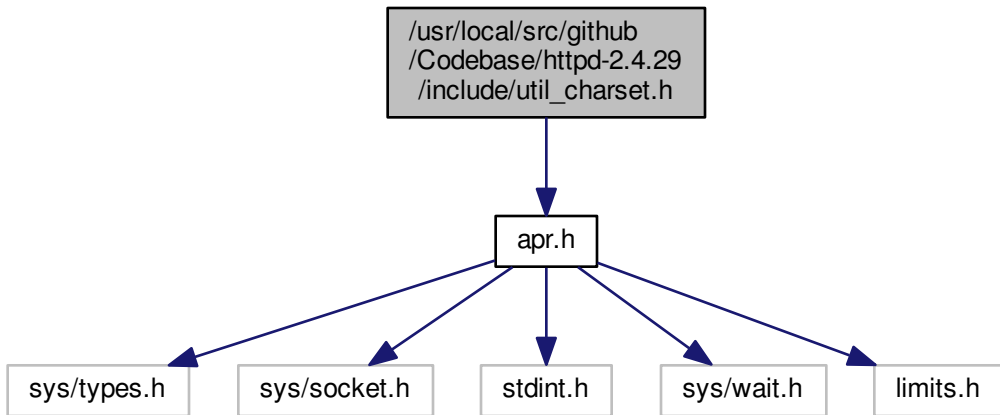 /usr/local/src/github
/Codebase/httpd-2.4.29
/include/util_charset.h
apr.h
sys/types.h
sys/socket.h
stdint.h
sys/wait.h
limits.h